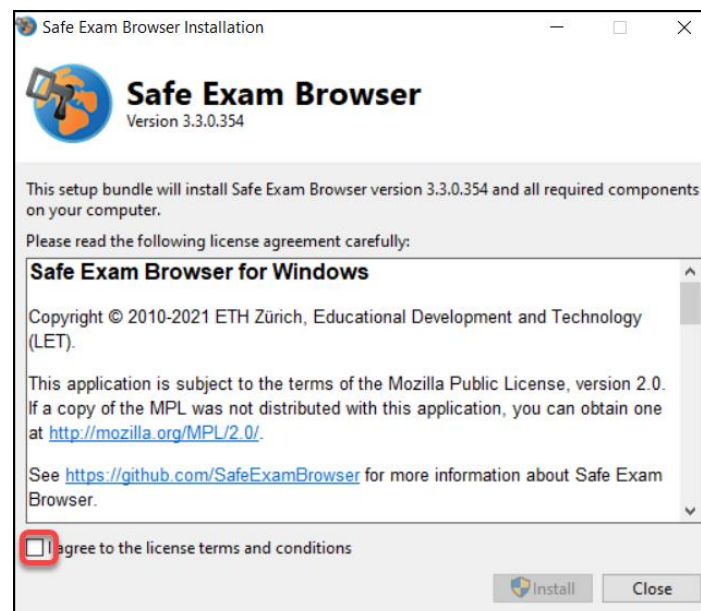 Safe Exam Browser Installation
Safe Exam Browser
Version 3.3.0.354
This setup bundle will install Safe Exam Browser version 3.3.0.354 and all required components
on your computer.
Please read the following license agreement carefully:
Safe Exam Browser for Windows
Copyright © 2010-2021 ETH Zürich, Educational Development and Technology
(LET).
This application is subject to the terms of the Mozilla Public License, version 2.0.
If a copy of the MPL was not distributed with this application, you can obtain one
at http://mozilla.org/MPL/2.0/.
See https://github.com/SafeExamBrowser for more information about Safe Exam
Browser.
I agree to the license terms and conditions
Install Close